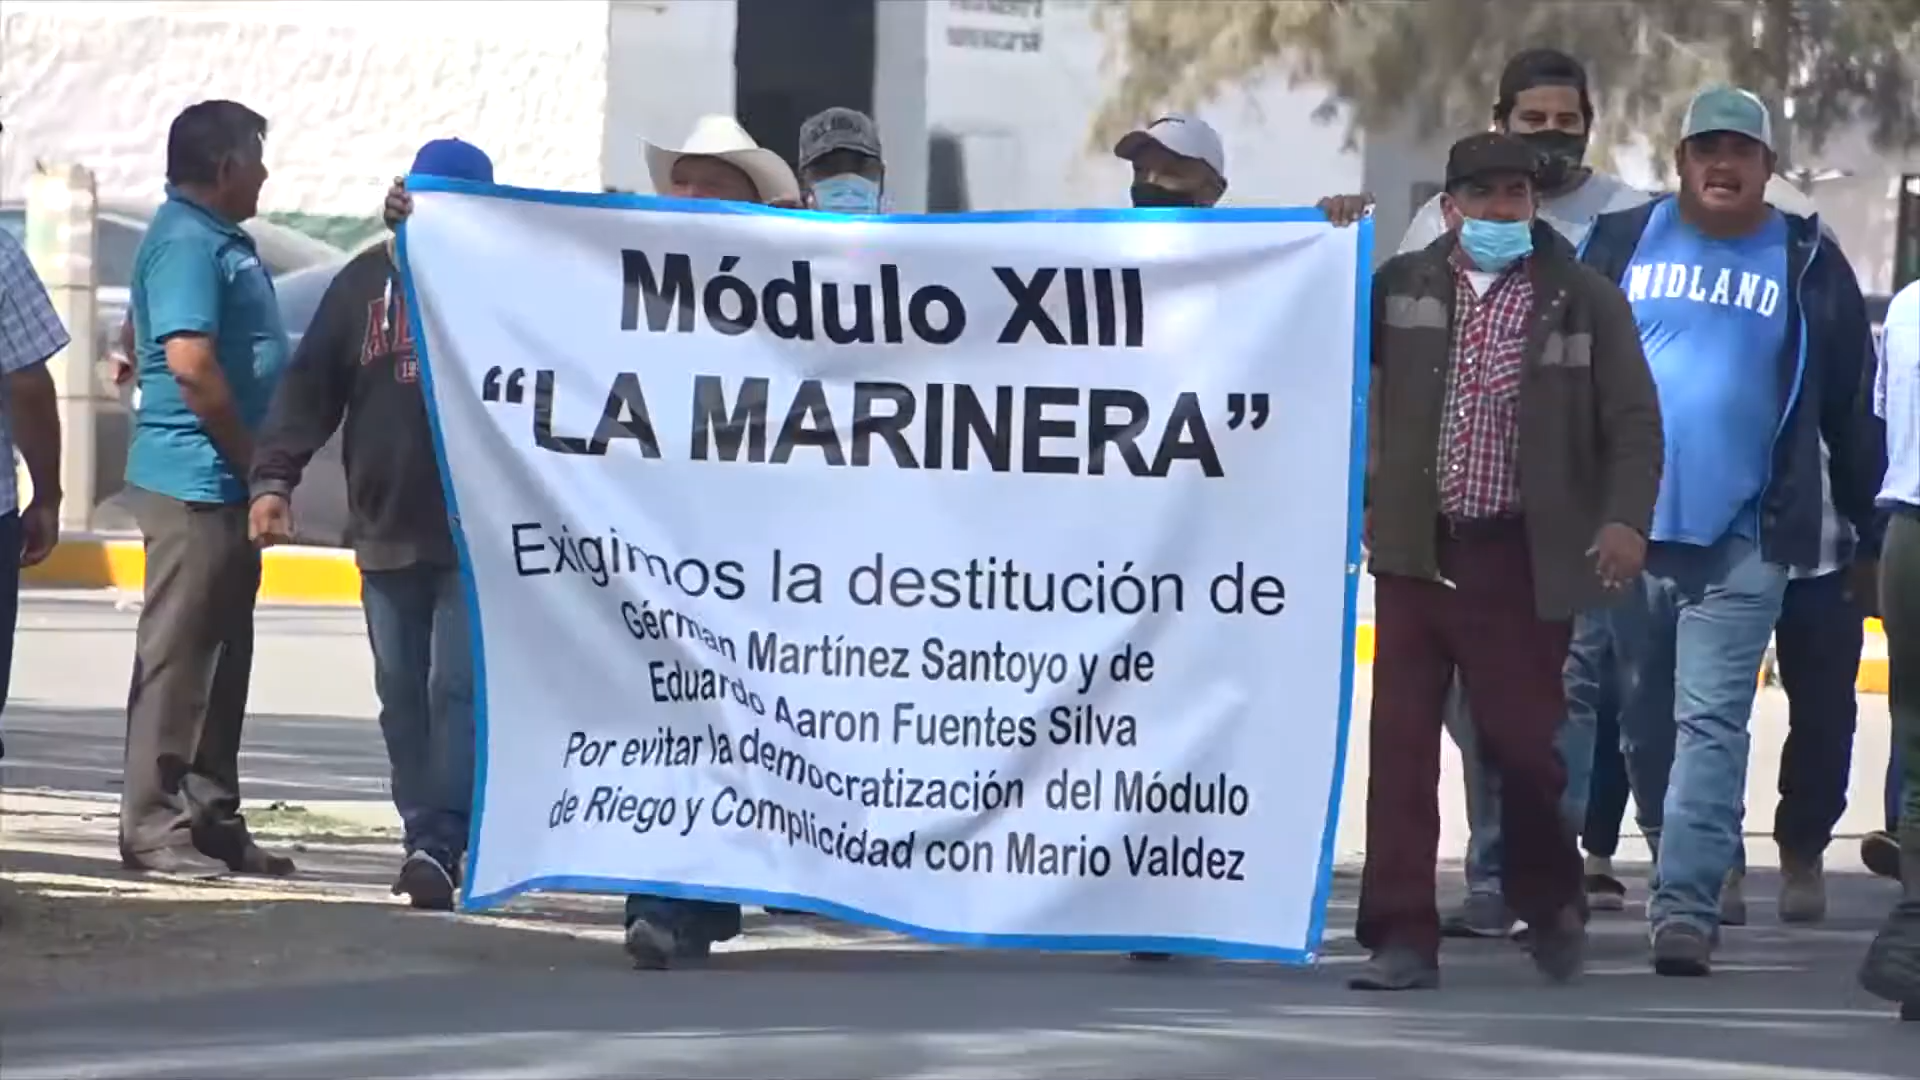 Módulo XIII
“LA MARINERA”
Exigimos la destitución de
Gérman Martínez Santoyo y de
Eduardo Aaron Fuentes Silva
Por evitar la democratización del Módulo
de Riego y Complicidad con Mario Valdez
MIDLAND